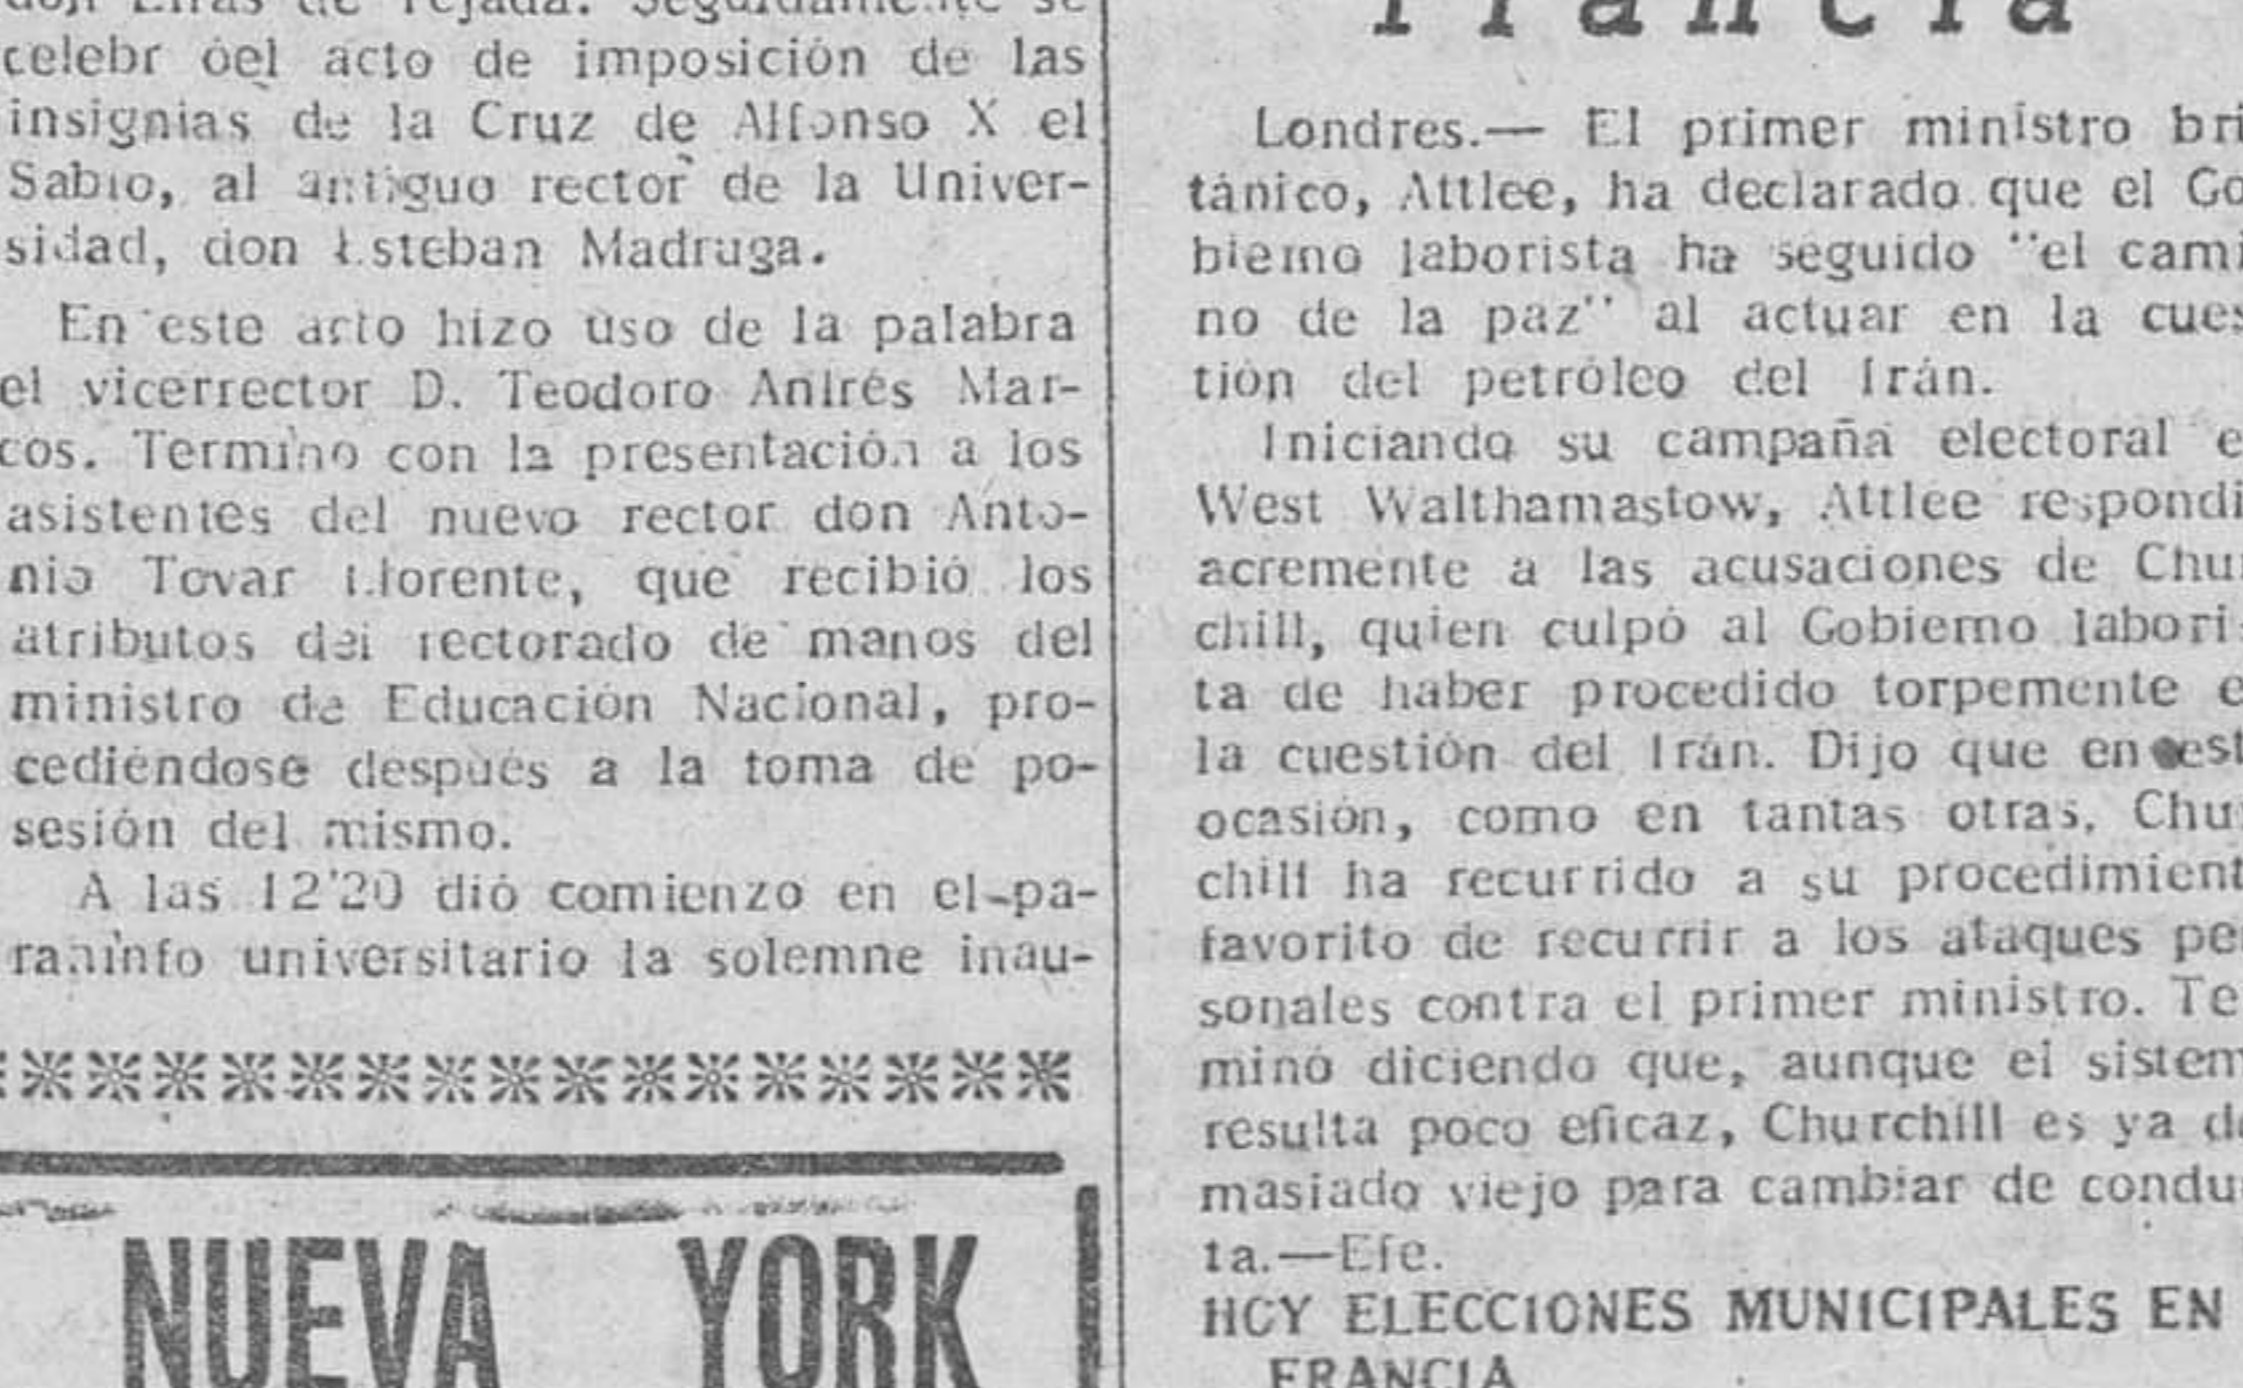 don Elías de Tejada. Seguidamente se
celebr óel acto de imposición de las
insignias de la Cruz de Alfonso X el
Sabio, al antiguo rector de la Univer-
sidad, don Esteban Madruga.
En este acto hizo uso de la palabra
el vicerrector D. Teodoro Andrés Mar-
cos. Termino con la presentación a los
asistentes del nuevo rector don Anto-
nio Tovar Llorente, que recibió los
atributos del rectorado de manos del
ministro de Educación Nacional, pro-
cediéndose después a la toma de po-
sesión del mismo.
A las 12'20 dió comienzo en el pa-
raninfo universitario la solemne inau-
NUEVA YORK
Francia
Londres.— El primer ministro bri
tánico, Attlee, ha declarado que el Go
bierno laborista ha seguido "el cami
no de la paz" al actuar en la cues
tión del petróleo del Irán.
Iniciando su campaña electoral e
West Walthamastow, Attlee respondi
acremente a las acusaciones de Chur
chill, quien culpó al Gobierno labori
ta de haber procedido torpemente e
la cuestión del Irán. Dijo que en est
ocasión, como en tantas otras, Chur
chill ha recurrido a su procedimient
favorito de recurrir a los ataques per
sonales contra el primer ministro. Te
minó diciendo que, aunque el sistem
resulta poco eficaz, Churchill es ya de
masiado viejo para cambiar de condu
ta.—Efe.
HOY ELECCIONES MUNICIPALES EN
FRANCIA